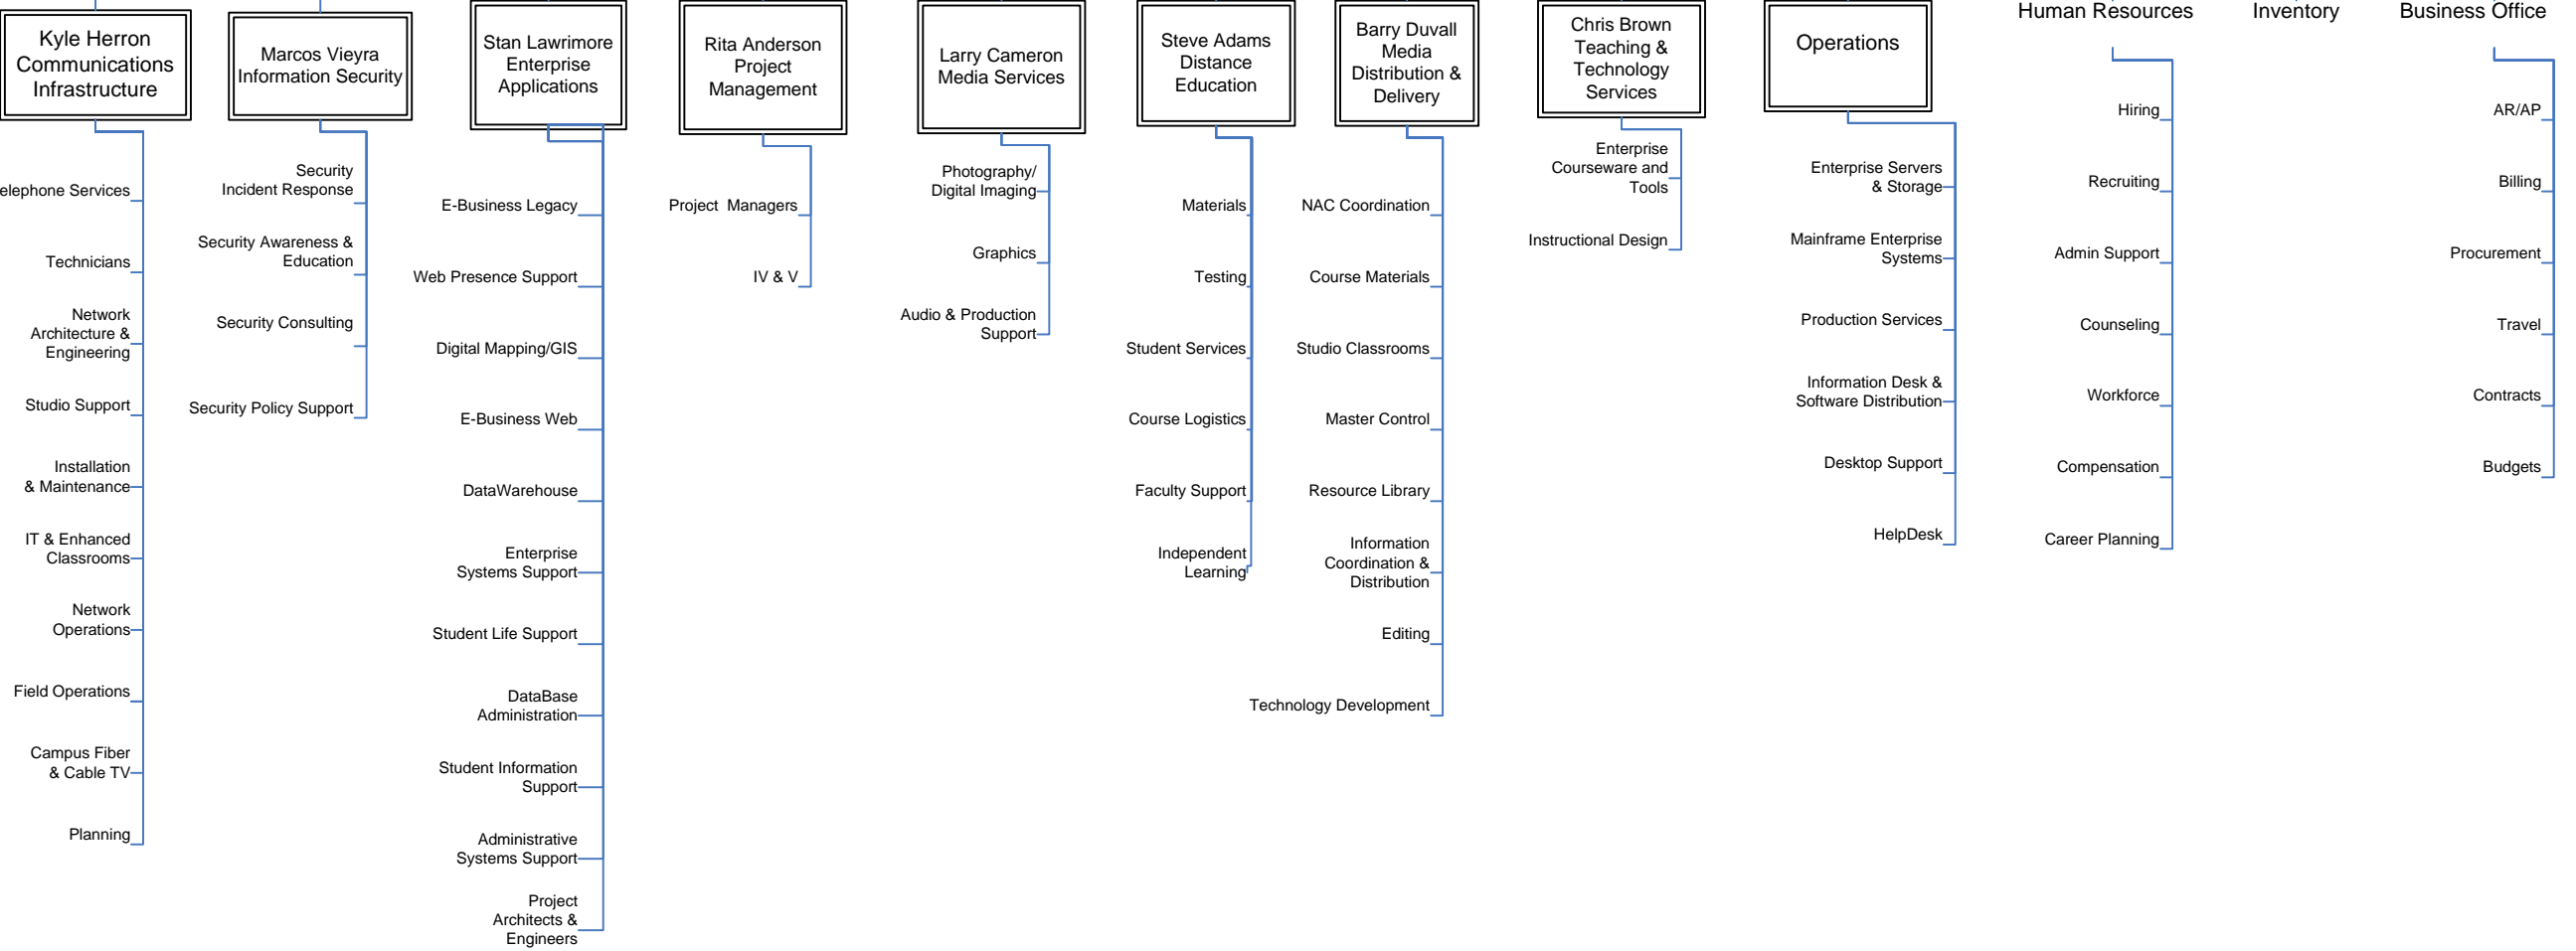 Kyle Herron
Communications
Infrastructure
elephone Services
Technicians
Network
Architecture &
Engineering
Studio Support
Installation
& Maintenance
IT & Enhanced
Classrooms
Network
Operations
Field Operations
Campus Fiber
& Cable TV
Planning
Marcos Vieyra
Information Security
Security
Incident Response
Security Awareness &
Education
Security Consulting
Security Policy Support
Stan Lawrimore
Enterprise
Applications
E-Business Legacy
Web Presence Support
Digital Mapping/GIS
E-Business Web
DataWarehouse
Enterprise
Systems Support
Student Life Support
DataBase
Administration
Student Information
Support
Administrative
Systems Support
Project
Architects &
Engineers
Rita Anderson
Project
Management
Project  Managers
IV & V
Larry Cameron
Media Services
Photography/
Digital Imaging
Graphics
Audio & Production
Support
Steve Adams
Distance
Education
Materials
Testing
Student Services
Course Logistics
Faculty Support
Independent
Learning
Barry Duvall
Media
Distribution &
Delivery
NAC Coordination
Course Materials
Studio Classrooms
Master Control
Resource Library
Information
Coordination &
Distribution
Editing
Technology Development
Chris Brown
Teaching &
Technology
Services
Enterprise
Courseware and
Tools
Instructional Design
Operations
Enterprise Servers
& Storage
Mainframe Enterprise
Systems
Production Services
Information Desk &
Software Distribution
Desktop Support
HelpDesk
Human Resources
Hiring
Recruiting
Admin Support
Counseling
Workforce
Compensation
Career Planning
Inventory
Business Office
AR/AP
Billing
Procurement
Travel
Contracts
Budgets